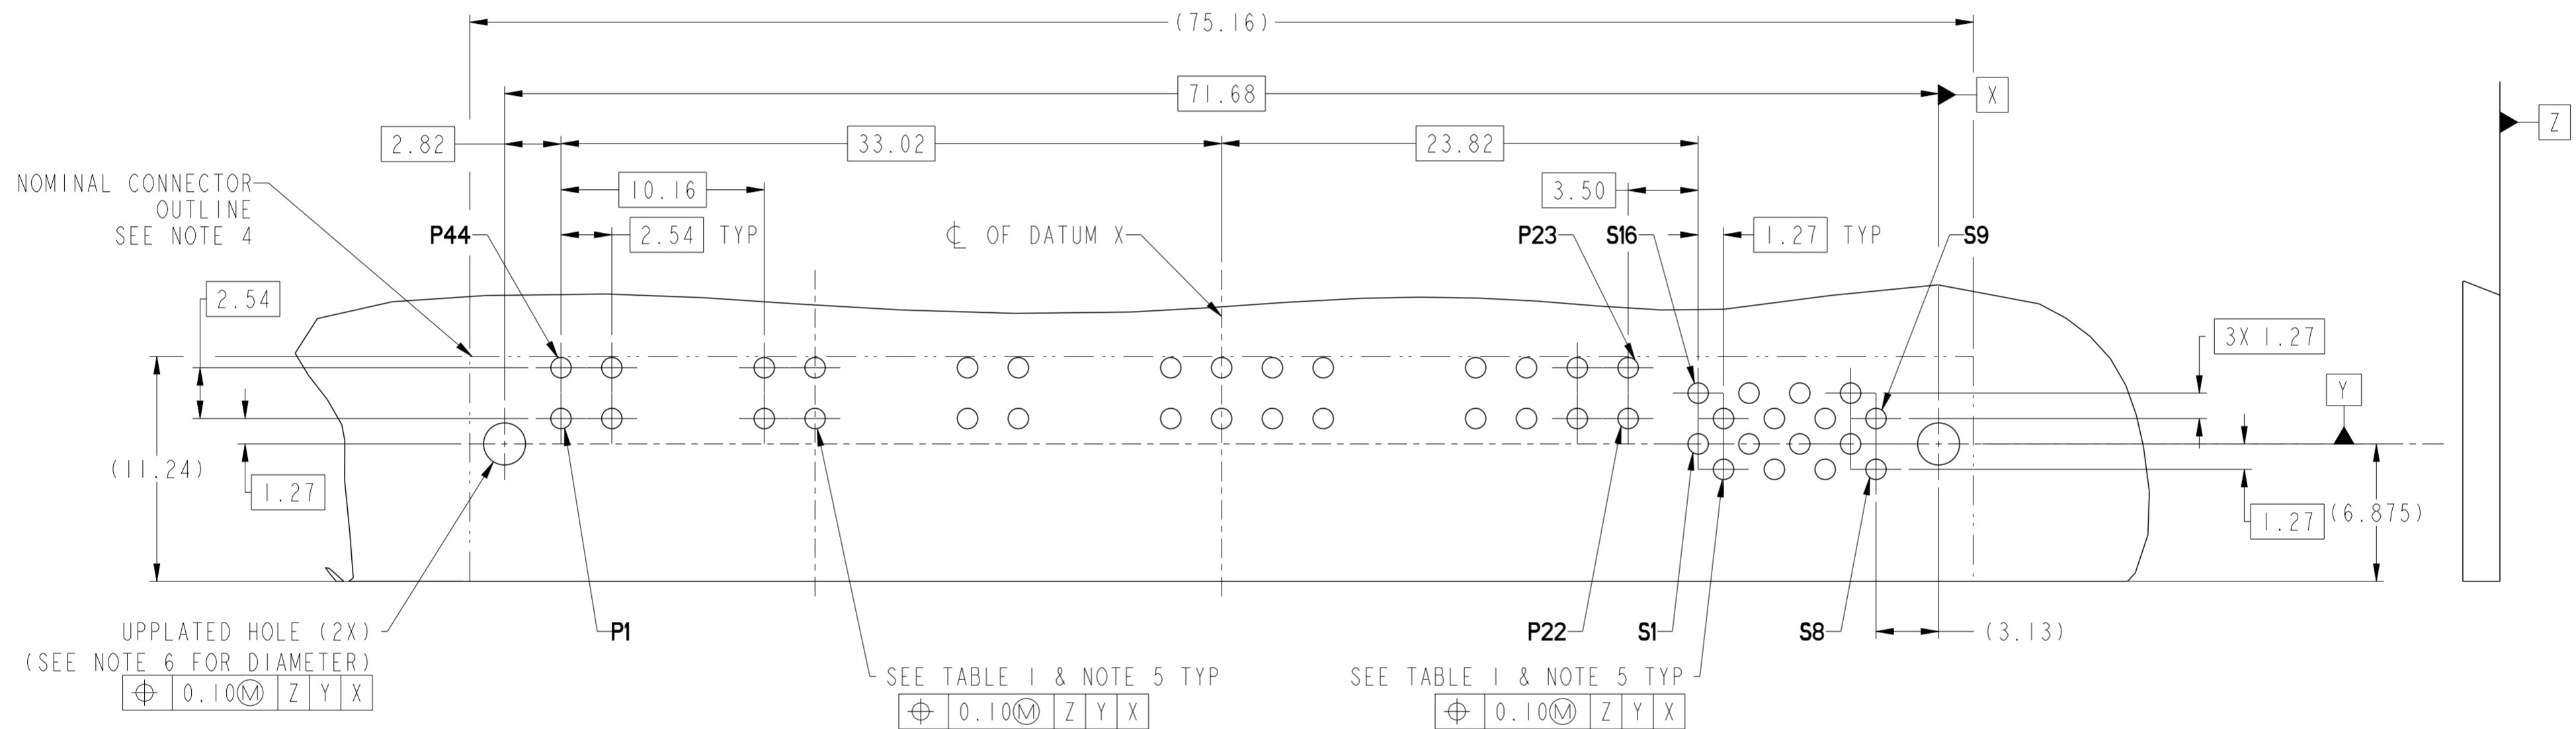 (75.16)
71.68
X
Z
2.82
33.02
23.82
10.16
3.50
NOMINAL CONNECTOR
OUTLINE
SEE NOTE 4
P44
2.54 TYP
℄ OF DATUM X
P23
S16
1.27 TYP
S9
2.54
3X 1.27
Y
(11.24)
1.27
1.27
(6.875)
UPPLATED HOLE (2X)
(SEE NOTE 6 FOR DIAMETER)
⌖ 0.10Ⓜ Z Y X
P1
P22
S1
S8
(3.13)
SEE TABLE 1 & NOTE 5 TYP
⌖ 0.10Ⓜ Z Y X
SEE TABLE 1 & NOTE 5 TYP
⌖ 0.10Ⓜ Z Y X